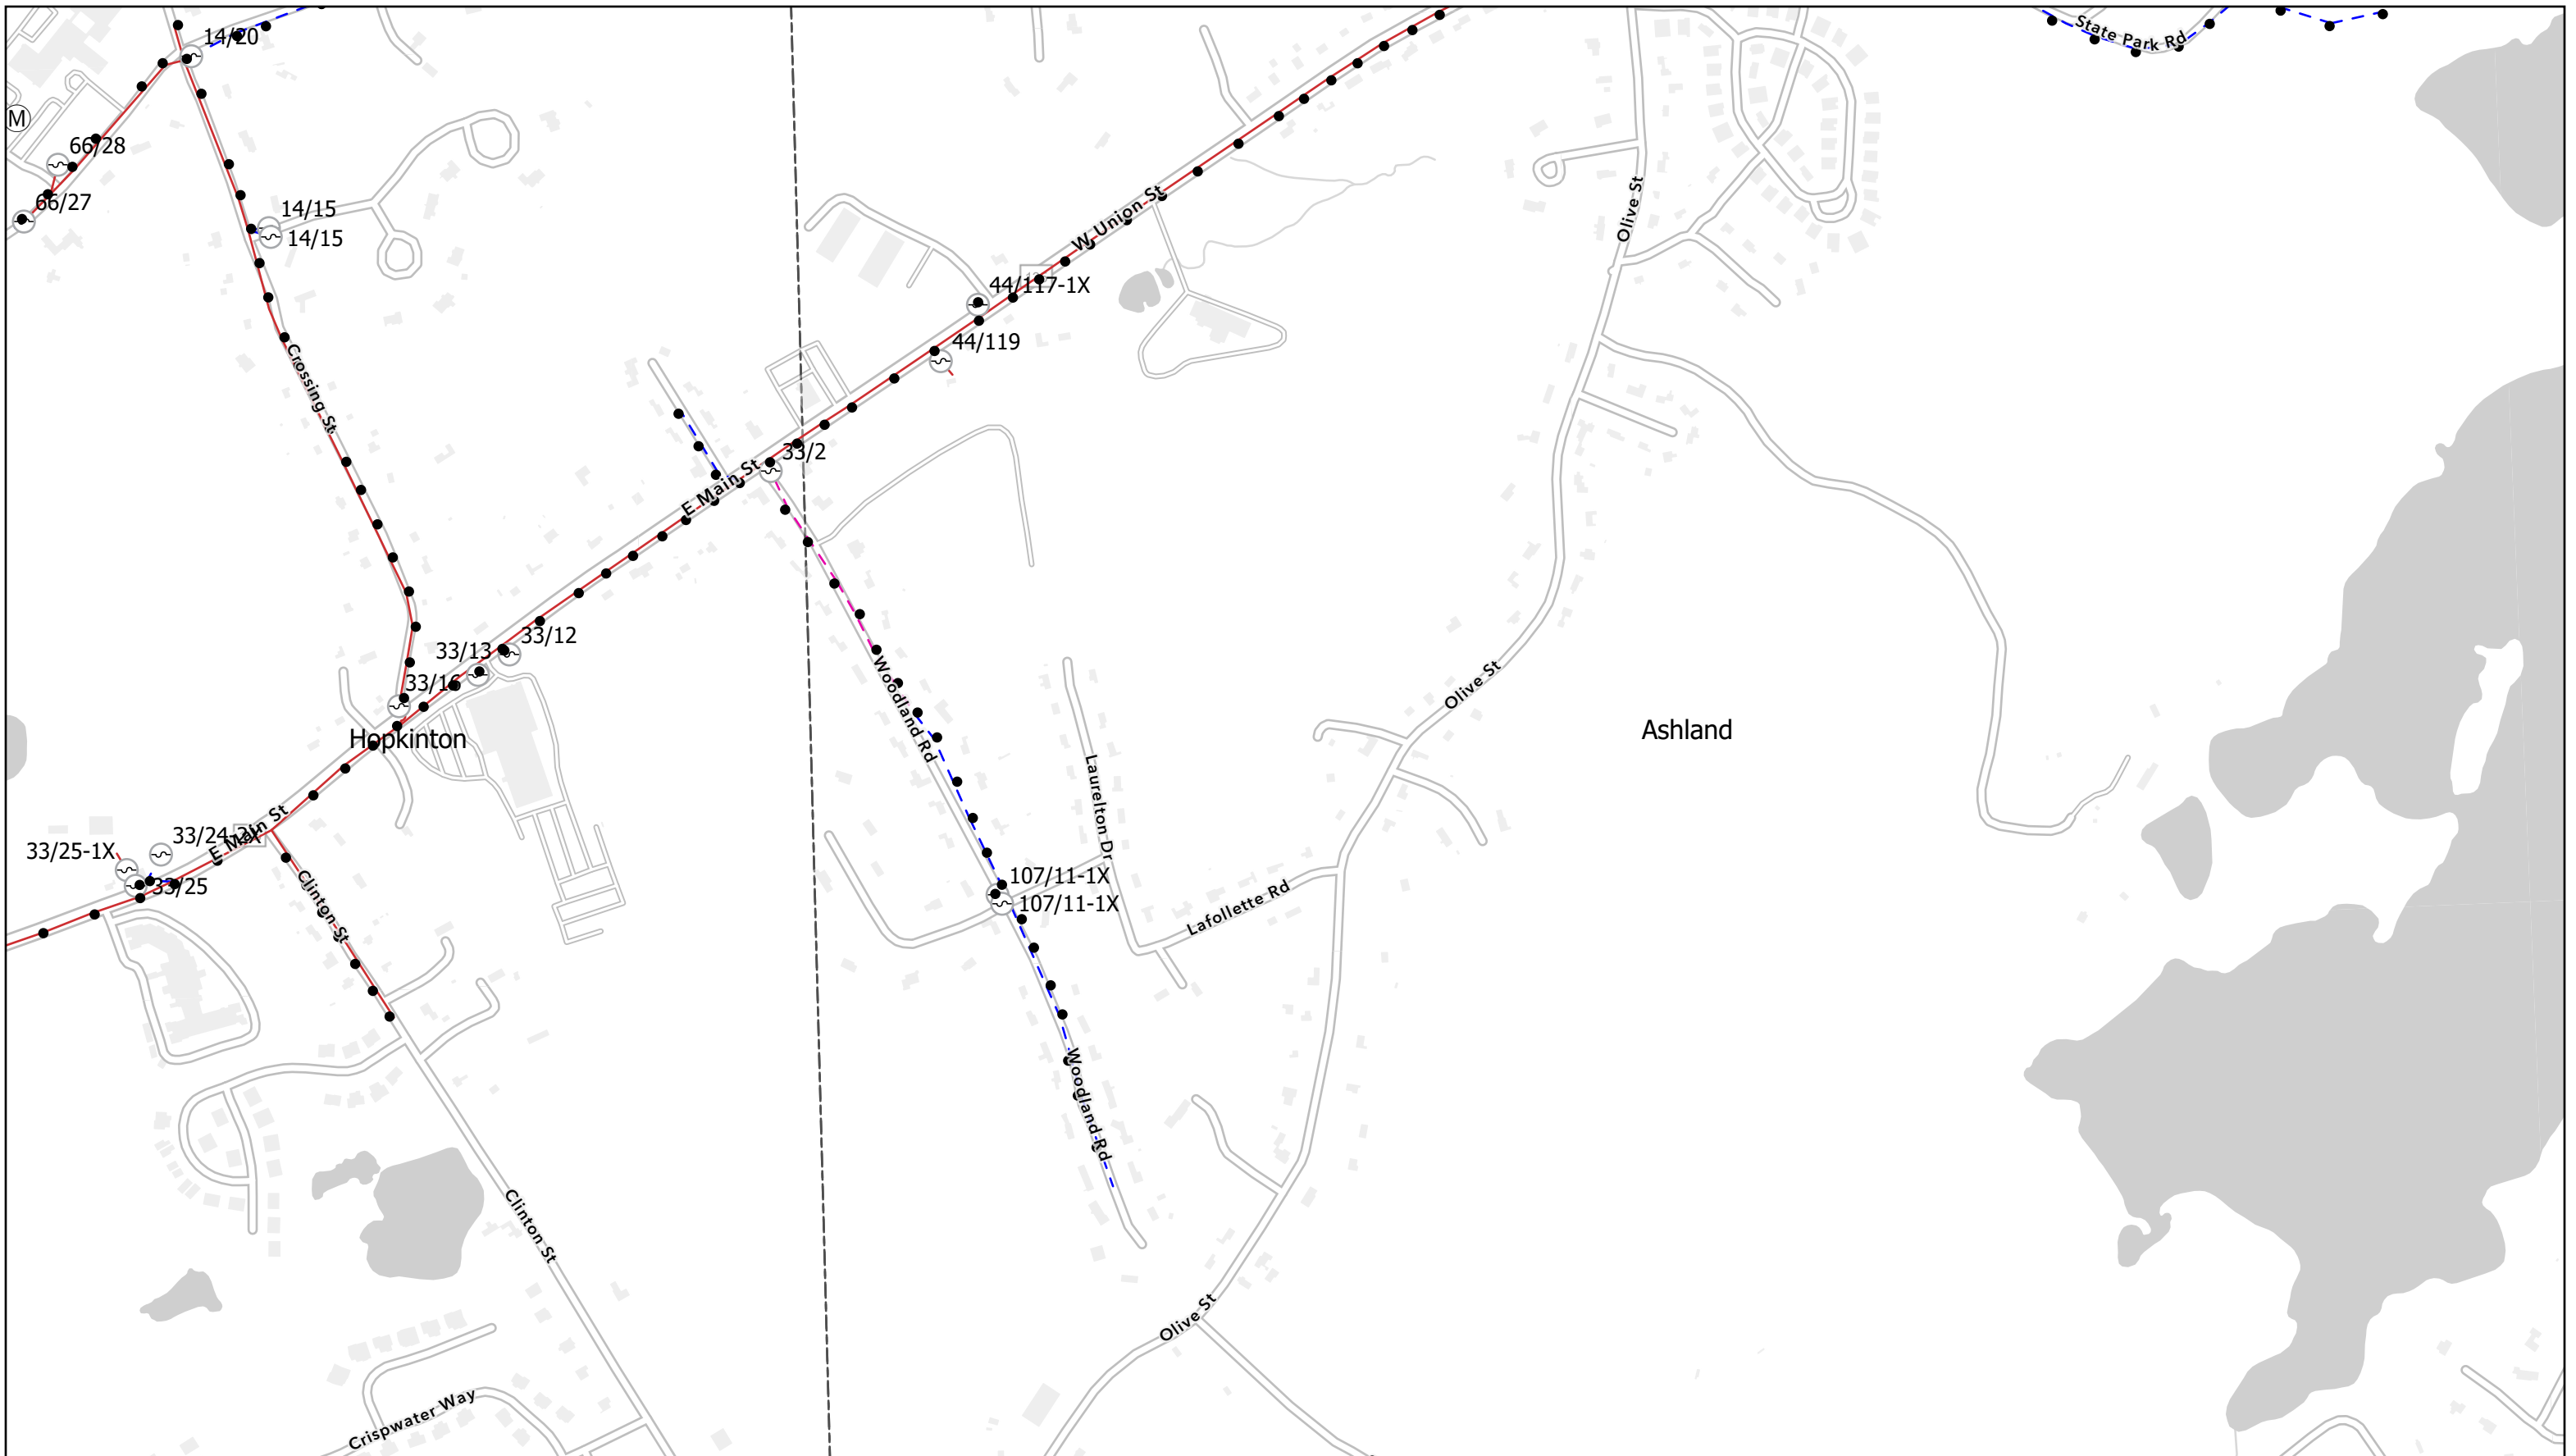 14/20
State Park Rd
M
66/28
66/27
14/15
14/15
Olive St
W Union St
44/117-1X
44/119
Crossing St
33/2
E Main St
33/12
33/13
33/16
Hopkinton
Woodland Rd
Olive St
Ashland
Laurelton Dr
E Main St
33/25-1X
33/25
Clinton St
107/11-1X
107/11-1X
Lafollette Rd
Woodland Rd
Clinton St
Olive St
Crispwater Way